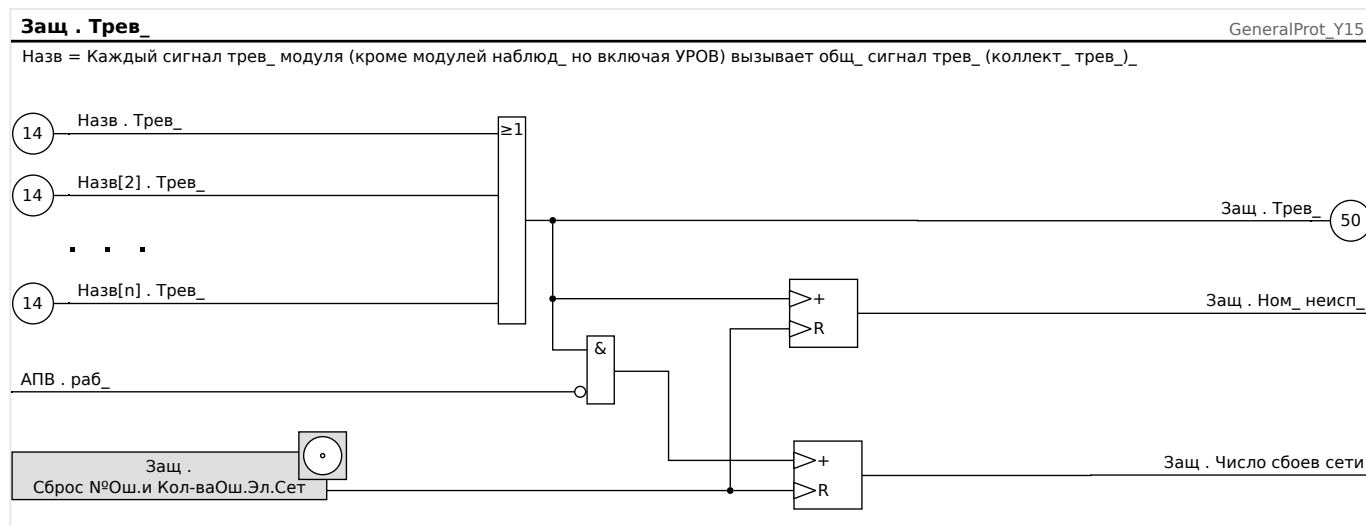 Защ . Трев_
GeneralProt_Y15
Назв = Каждый сигнал трев_ модуля (кроме модулей наблюд_ но включая УРОВ) вызывает общ_ сигнал трев_ (коллект_ трев_)_
14
Назв . Трев_
≥1
14
Назв[2] . Трев_
Защ . Трев_
50
. . .
14
Назв[n] . Трев_
+
R
Защ . Ном_ неисп_
&
АПВ . раб_
Защ .
Сброс №Ош.и Кол-ваОш.Эл.Сет
+
R
Защ . Число сбоев сети